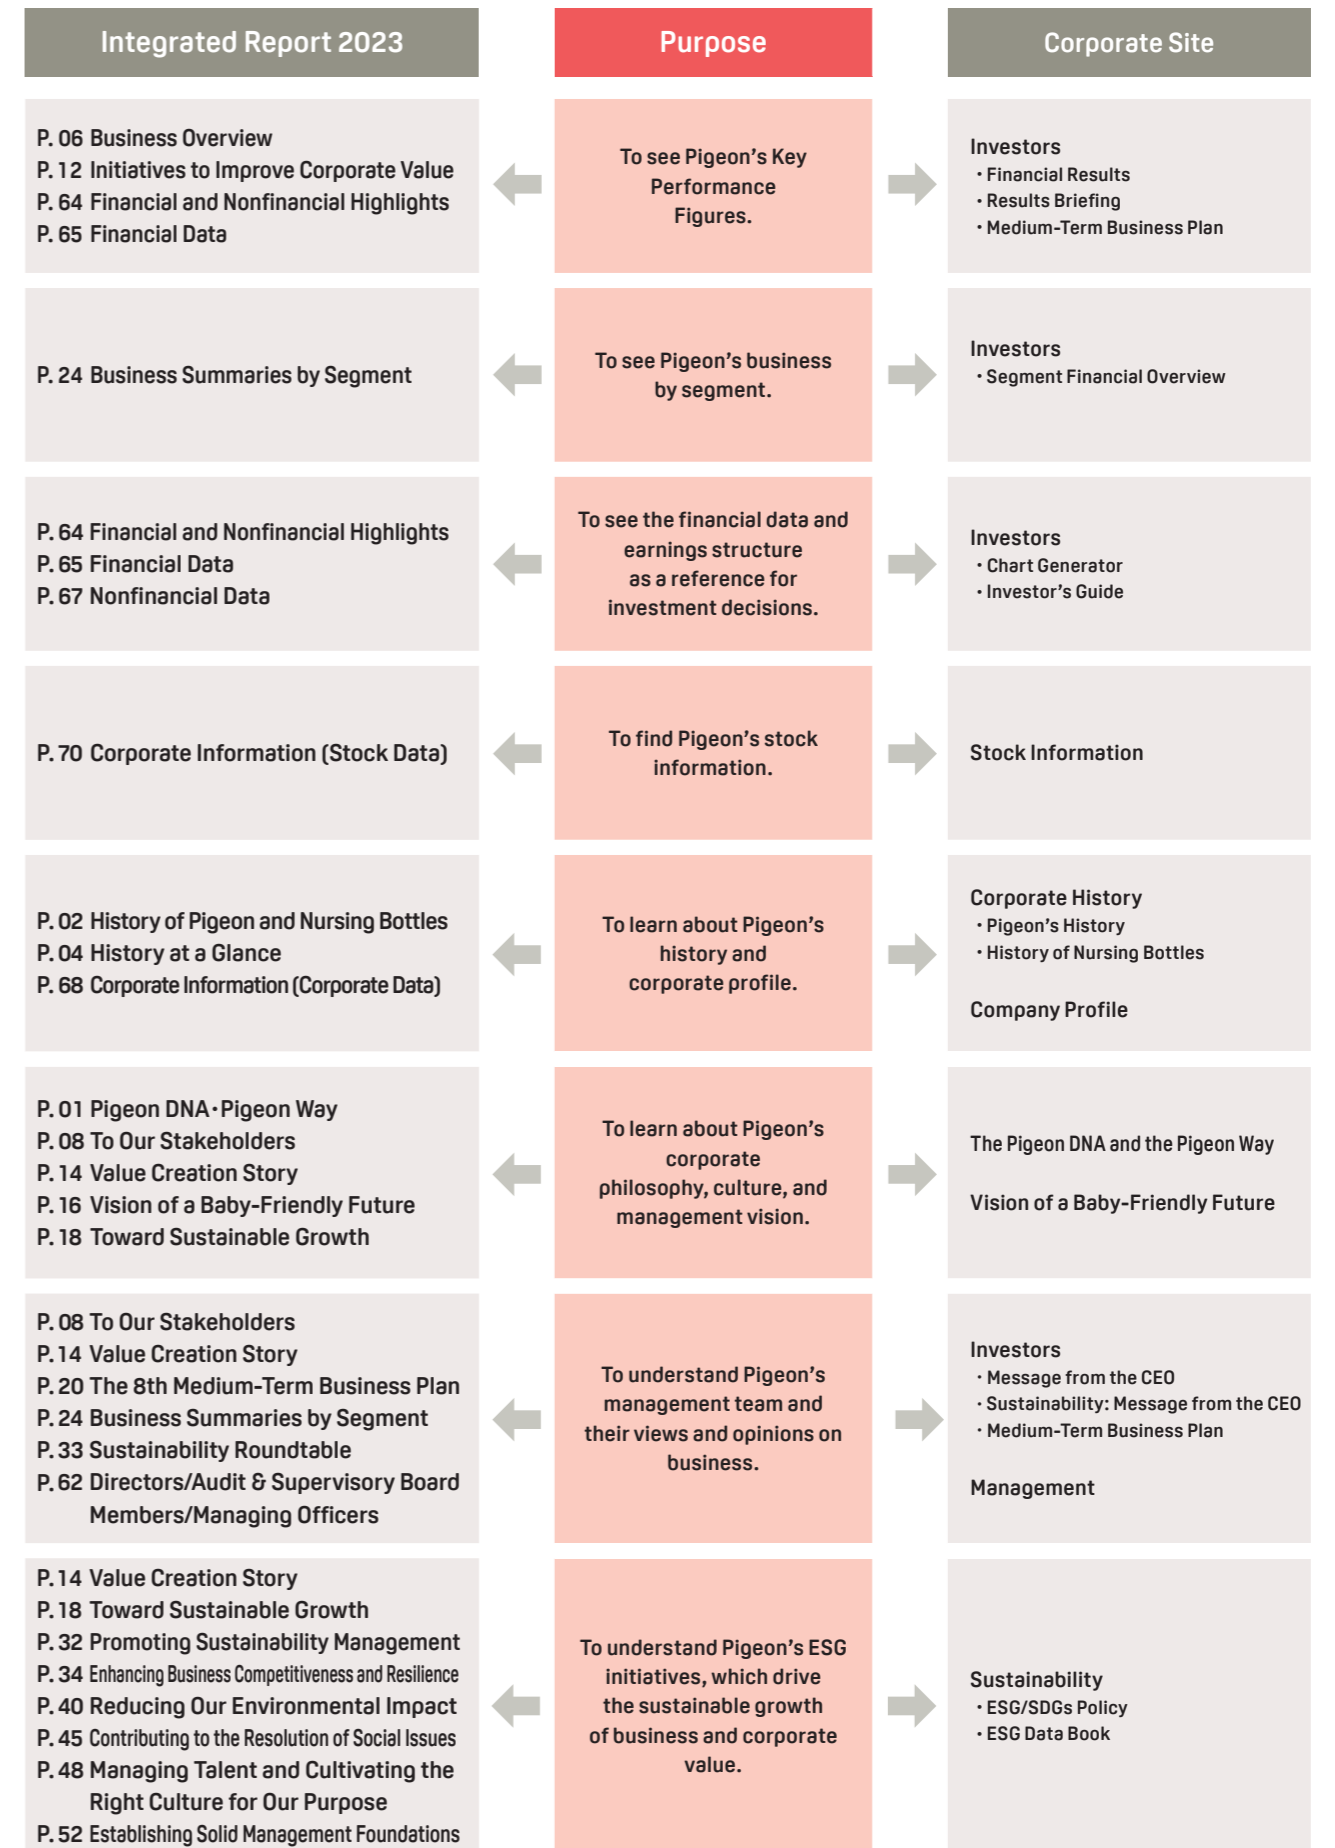 Integrated Report 2023
Purpose
Corporate Site
P. 06 Business Overview
P. 12 Initiatives to Improve Corporate Value
P. 64 Financial and Nonfinancial Highlights
P. 65 Financial Data
To see Pigeon's Key
Performance
Figures.
Investors
・Financial Results
・Results Briefing
・Medium-Term Business Plan
P. 24 Business Summaries by Segment
To see Pigeon's business
by segment.
Investors
・Segment Financial Overview
P. 64 Financial and Nonfinancial Highlights
P. 65 Financial Data
P. 67 Nonfinancial Data
To see the financial data and
earnings structure
as a reference for
investment decisions.
Investors
・Chart Generator
・Investor's Guide
P. 70 Corporate Information (Stock Data)
To find Pigeon's stock
information.
Stock Information
P. 02 History of Pigeon and Nursing Bottles
P. 04 History at a Glance
P. 68 Corporate Information (Corporate Data)
To learn about Pigeon's
history and
corporate profile.
Corporate History
・Pigeon's History
・History of Nursing Bottles
Company Profile
P. 01 Pigeon DNA・Pigeon Way
P. 08 To Our Stakeholders
P. 14 Value Creation Story
P. 16 Vision of a Baby-Friendly Future
P. 18 Toward Sustainable Growth
To learn about Pigeon's
corporate
philosophy, culture, and
management vision.
The Pigeon DNA and the Pigeon Way
Vision of a Baby-Friendly Future
P. 08 To Our Stakeholders
P. 14 Value Creation Story
P. 20 The 8th Medium-Term Business Plan
P. 24 Business Summaries by Segment
P. 33 Sustainability Roundtable
P. 62 Directors/Audit & Supervisory Board
Members/Managing Officers
To understand Pigeon's
management team and
their views and opinions on
business.
Investors
・Message from the CEO
・Sustainability: Message from the CEO
・Medium-Term Business Plan
Management
P. 14 Value Creation Story
P. 18 Toward Sustainable Growth
P. 32 Promoting Sustainability Management
P. 34 Enhancing Business Competitiveness and Resilience
P. 40 Reducing Our Environmental Impact
P. 45 Contributing to the Resolution of Social Issues
P. 48 Managing Talent and Cultivating the
Right Culture for Our Purpose
P. 52 Establishing Solid Management Foundations
To understand Pigeon's ESG
initiatives, which drive
the sustainable growth
of business and corporate
value.
Sustainability
・ESG/SDGs Policy
・ESG Data Book